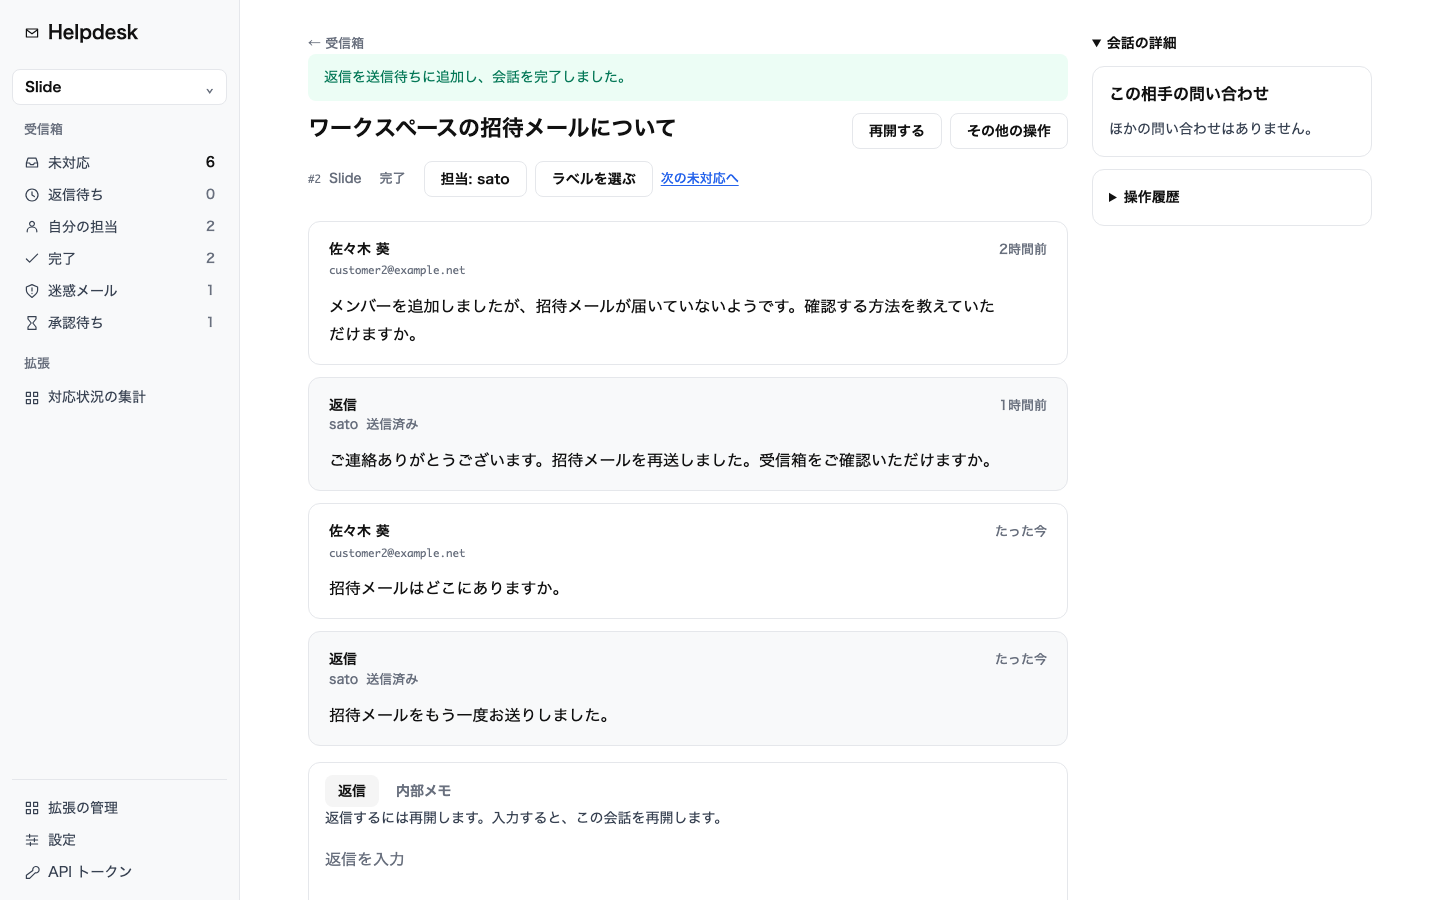 Helpdesk
Slide
受信箱
未対応 6
返信待ち 0
自分の担当 2
完了 2
迷惑メール 1
承認待ち 1
拡張
対応状況の集計
拡張の管理
設定
API トークン
← 受信箱
返信を送信待ちに追加し、会話を完了しました。
ワークスペースの招待メールについて
再開する
その他の操作
#2 Slide 完了 担当: sato ラベルを選ぶ 次の未対応へ
佐々木 葵 2時間前
customer2@example.net
メンバーを追加しましたが、招待メールが届いていないようです。確認する方法を教えていた
だけますか。
返信 1時間前
sato 送信済み
ご連絡ありがとうございます。招待メールを再送しました。受信箱をご確認いただけますか。
佐々木 葵 たった今
customer2@example.net
招待メールはどこにありますか。
返信 たった今
sato 送信済み
招待メールをもう一度お送りしました。
返信 内部メモ
返信するには再開します。入力すると、この会話を再開します。
返信を入力
▼ 会話の詳細
この相手の問い合わせ
ほかの問い合わせはありません。
▶ 操作履歴